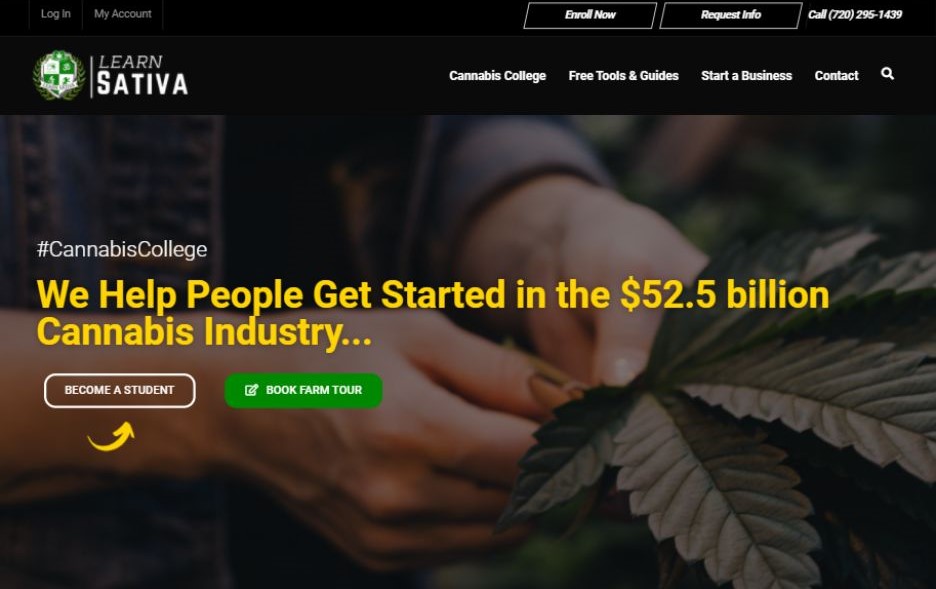 Log In
My Account
Enroll Now
Request Info
Call (720) 295-1439
LEARN
SATIVA
Cannabis College
Free Tools & Guides
Start a Business
Contact
#CannabisCollege
We Help People Get Started in the $52.5 billion
Cannabis Industry...
BECOME A STUDENT
BOOK FARM TOUR